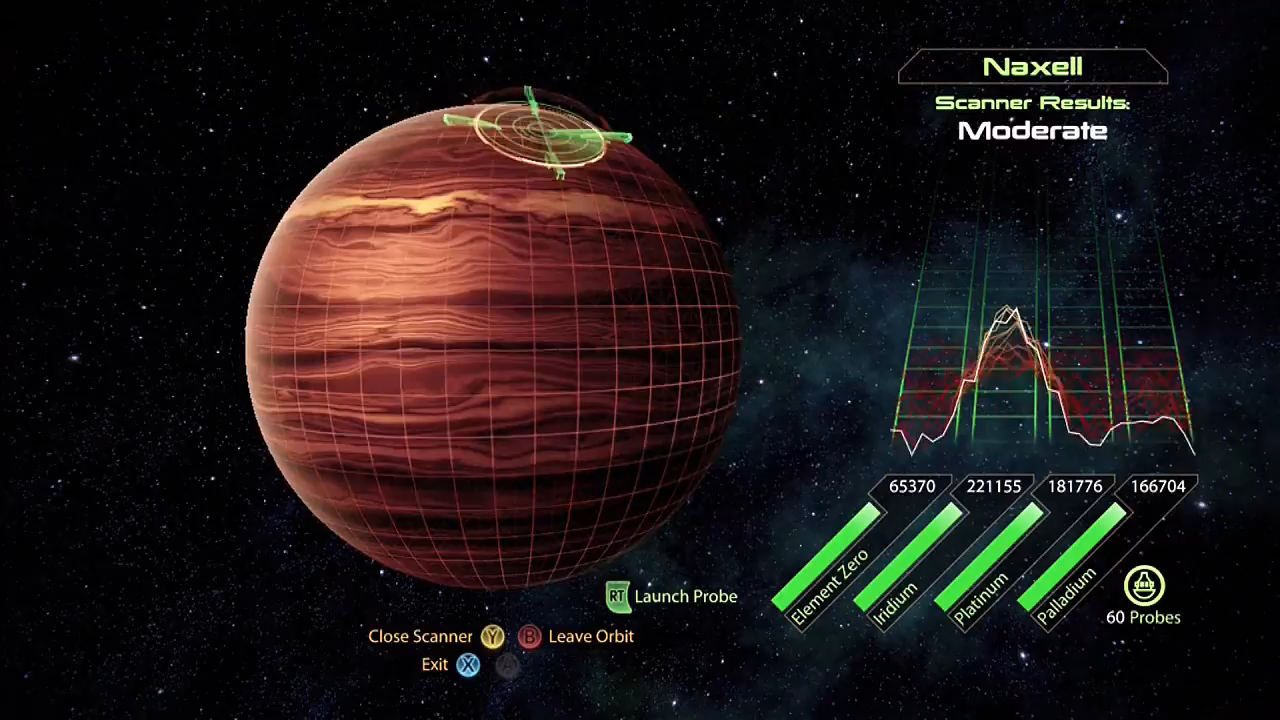 Naxell
Scanner Results:
Moderate
65370 221155 181776 166704
Element Zero
Iridium
Platinum
Palladium
60 Probes
RT Launch Probe
Close Scanner Y B Leave Orbit
Exit X A